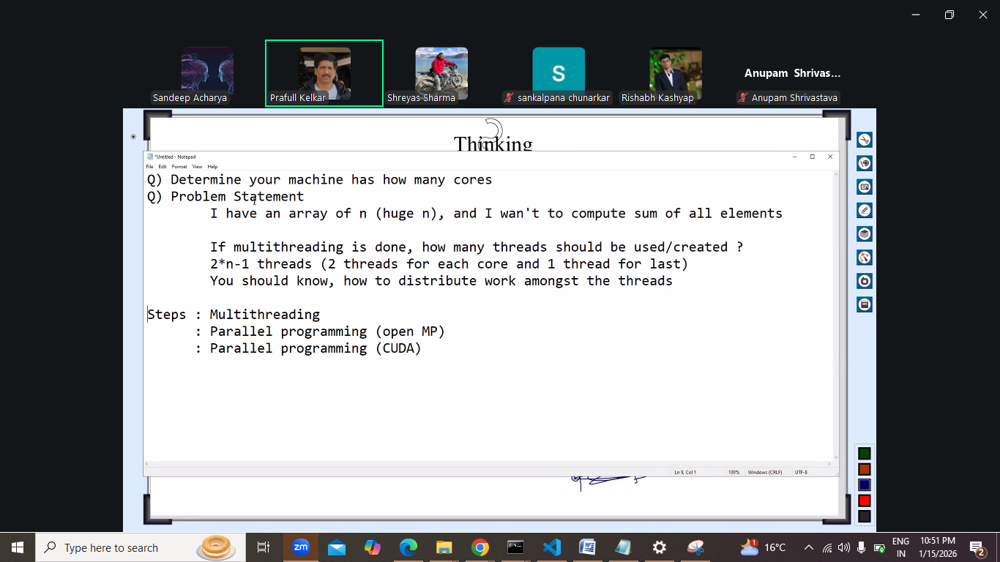 Sandeep Acharya
Prafull Kelkar
Shreyas Sharma
S
sankalpana chunarkar
Rishabh Kashyap
Anupam Shrivas...
Anupam Shrivastava
Thinking
*Untitled - Notepad
File Edit Format View Help
Q) Determine your machine has how many cores
Q) Problem Statement
I have an array of n (huge n), and I wan't to compute sum of all elements
If multithreading is done, how many threads should be used/created ?
2*n-1 threads (2 threads for each core and 1 thread for last)
You should know, how to distribute work amongst the threads
Steps : Multithreading
: Parallel programming (open MP)
: Parallel programming (CUDA)
Ln 9, Col 1 100% Windows (CRLF) UTF-8
Type here to search
zm
W
1
16°C
ENG
IN
10:51 PM
1/15/2026
2